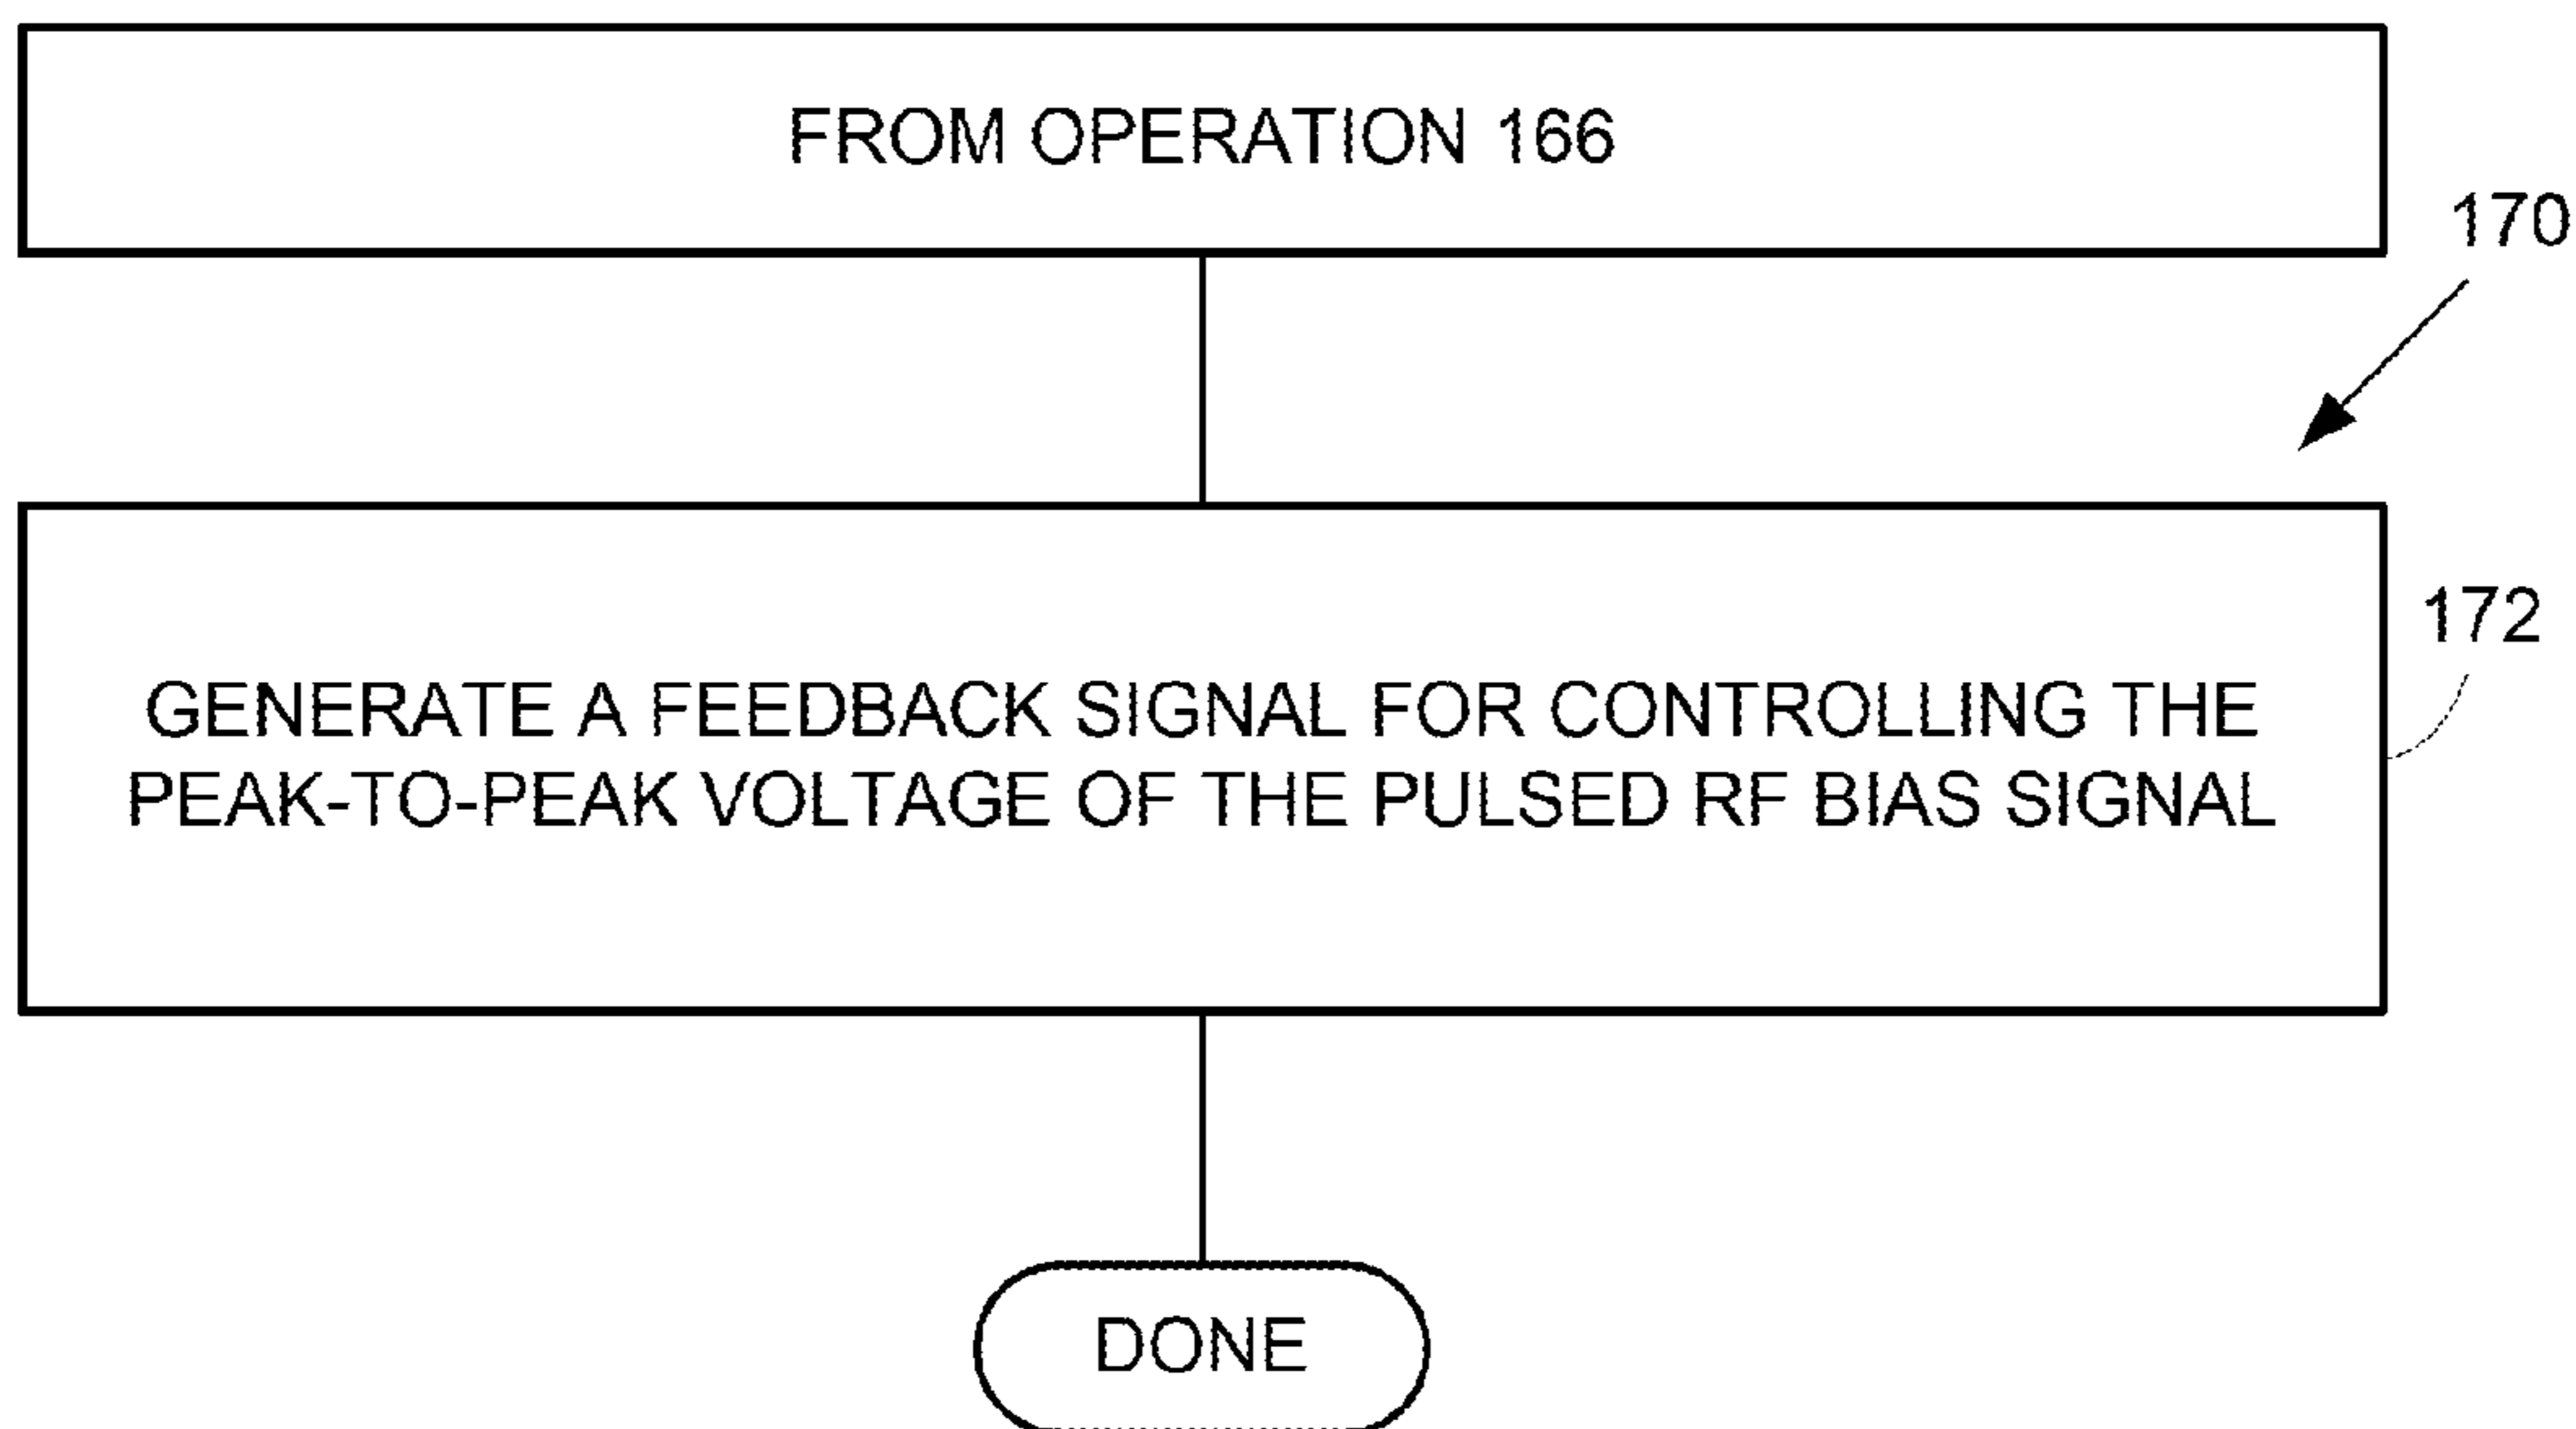 FROM OPERATION 166
170
172
GENERATE A FEEDBACK SIGNAL FOR CONTROLLING THE
PEAK-TO-PEAK VOLTAGE OF THE PULSED RF BIAS SIGNAL
DONE